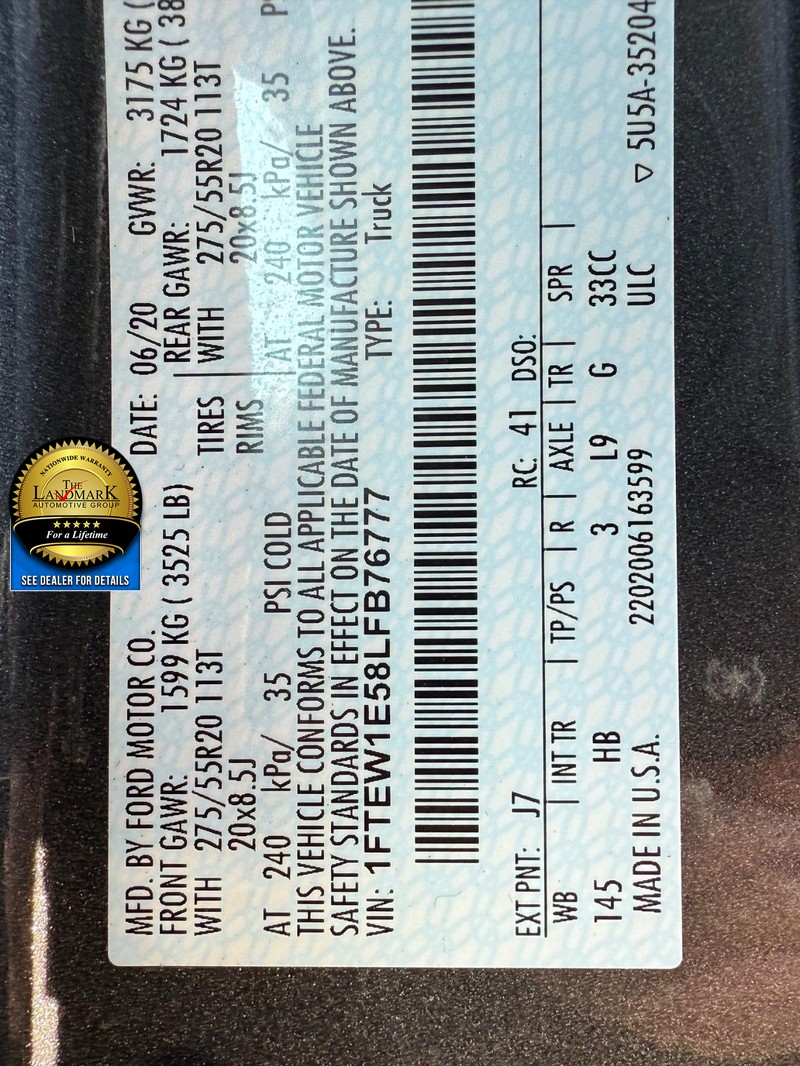 MFD. BY FORD MOTOR CO.
DATE: 06/20 GVWR: 3175 KG (
FRONT GAWR: 1599 KG ( 3525 LB)
REAR GAWR: 1724 KG ( 38
WITH 275/55R20 113T
TIRES WITH 275/55R20 113T
20x8.5J
RIMS 20x8.5J
AT 240 kPa/ 35 PSI COLD
AT 240 kPa/ 35 PS
THIS VEHICLE CONFORMS TO ALL APPLICABLE FEDERAL MOTOR VEHICLE
SAFETY STANDARDS IN EFFECT ON THE DATE OF MANUFACTURE SHOWN ABOVE.
VIN: 1FTEW1E58LFB76777 TYPE: Truck
EXT PNT: J7 RC: 41 DSO:
WB INT TR TP/PS R AXLE TR SPR
145 HB 3 L9 G 33CC
MADE IN U.S.A. 2202006163599 ULC
▽ 5U5A-35204
NATIONWIDE WARRANTY
THE
LANDMARK
AUTOMOTIVE GROUP
For a Lifetime
SEE DEALER FOR DETAILS